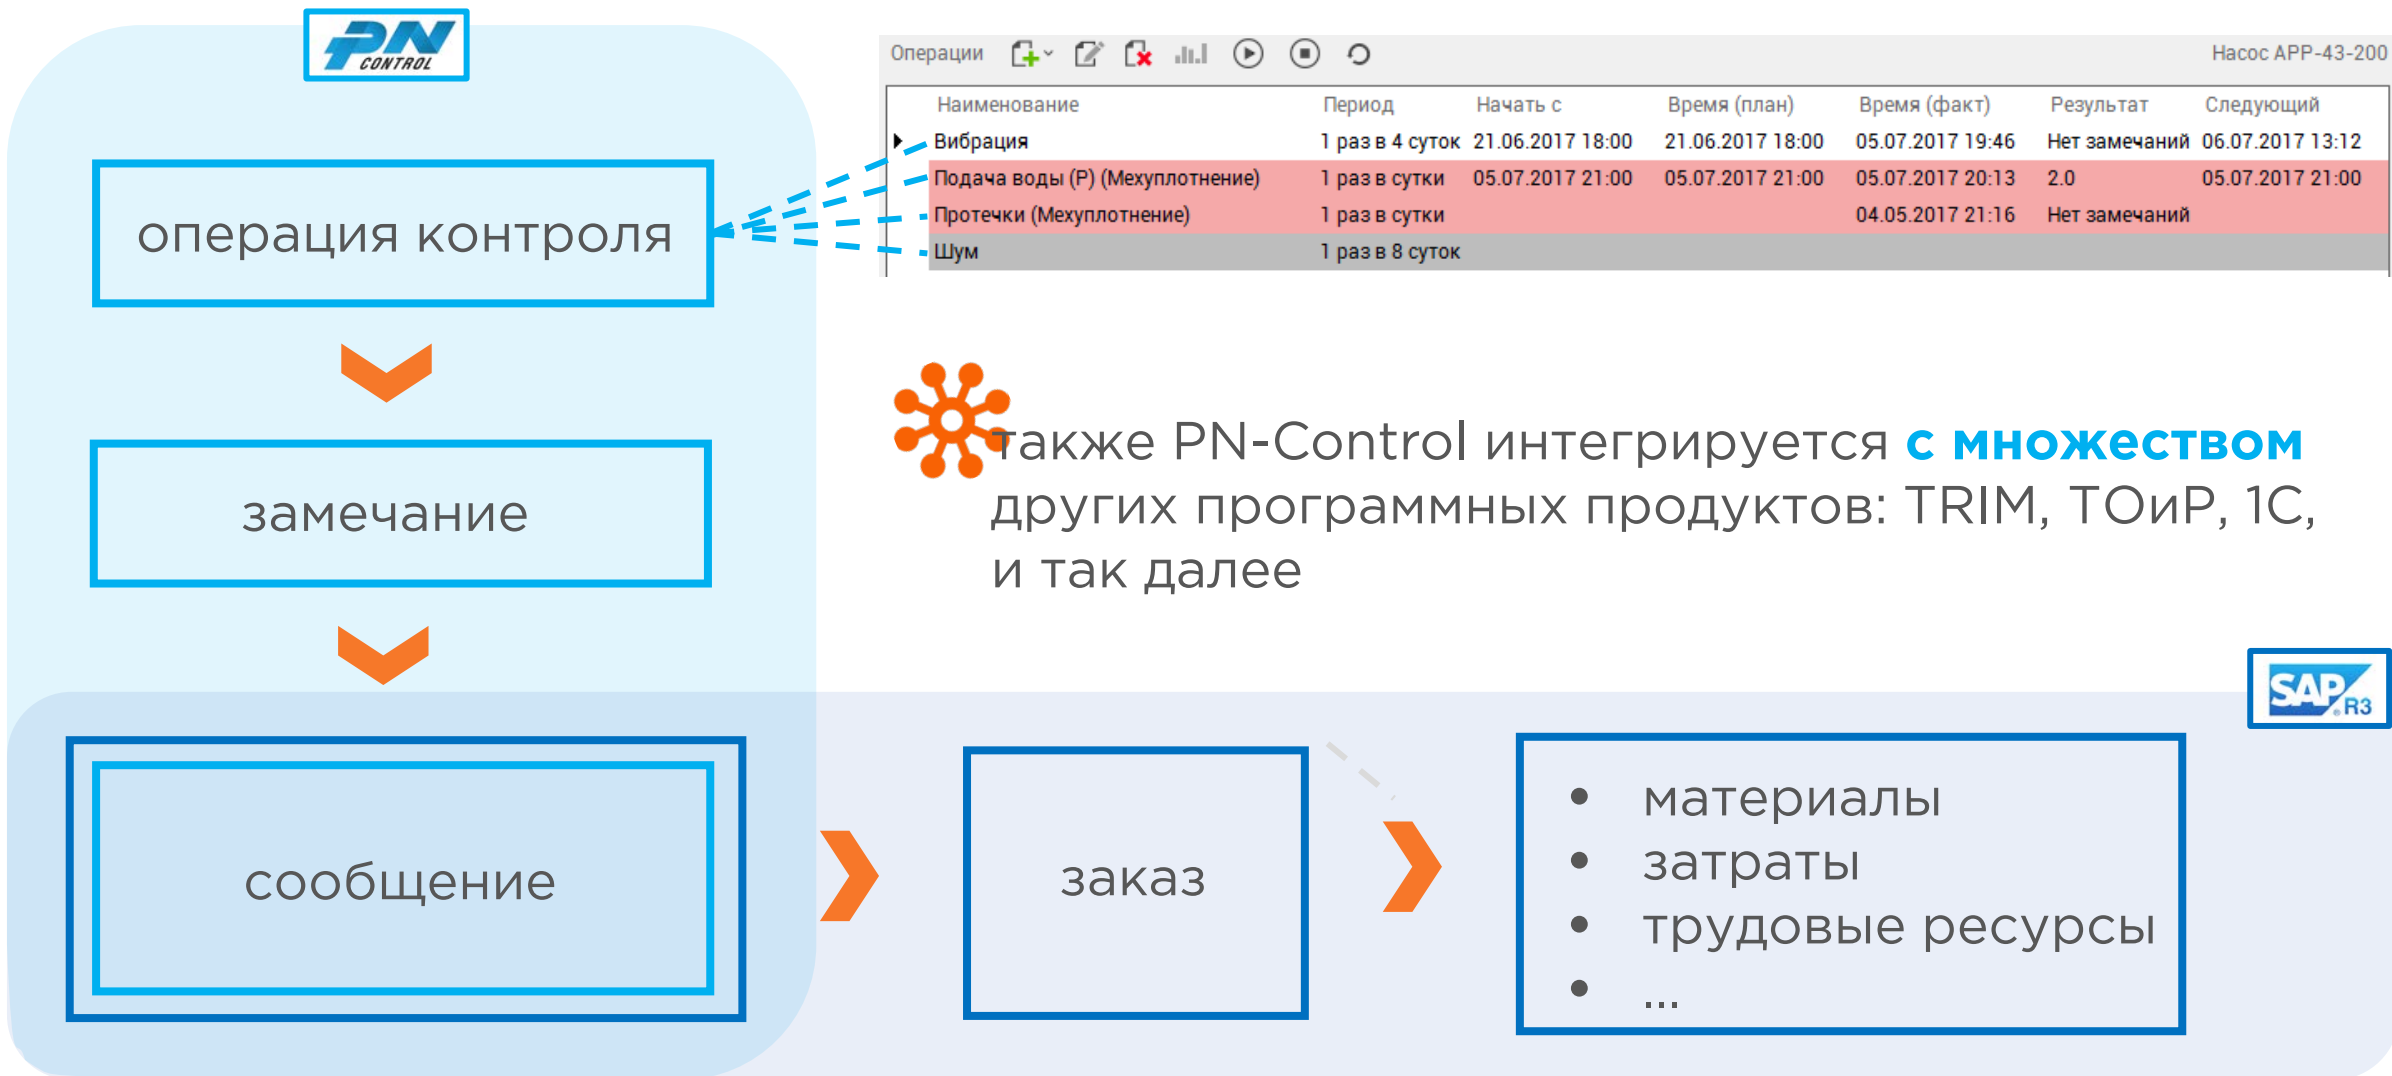 PN
CONTROL
Операции
Насос АРР-43-200
Наименование Период Начать с Время (план) Время (факт) Результат Следующий
Вибрация 1 раз в 4 суток 21.06.2017 18:00 21.06.2017 18:00 05.07.2017 19:46 Нет замечаний 06.07.2017 13:12
Подача воды (Р) (Мехуплотнение) 1 раз в сутки 05.07.2017 21:00 05.07.2017 21:00 05.07.2017 20:13 2.0 05.07.2017 21:00
Протечки (Мехуплотнение) 1 раз в сутки 04.05.2017 21:16 Нет замечаний
Шум 1 раз в 8 суток
операция контроля
замечание
также PN-Control интегрируется с множеством
других программных продуктов: TRIM, ТОиР, 1С,
и так далее
SAP R3
сообщение
заказ
• материалы
• затраты
• трудовые ресурсы
• ...